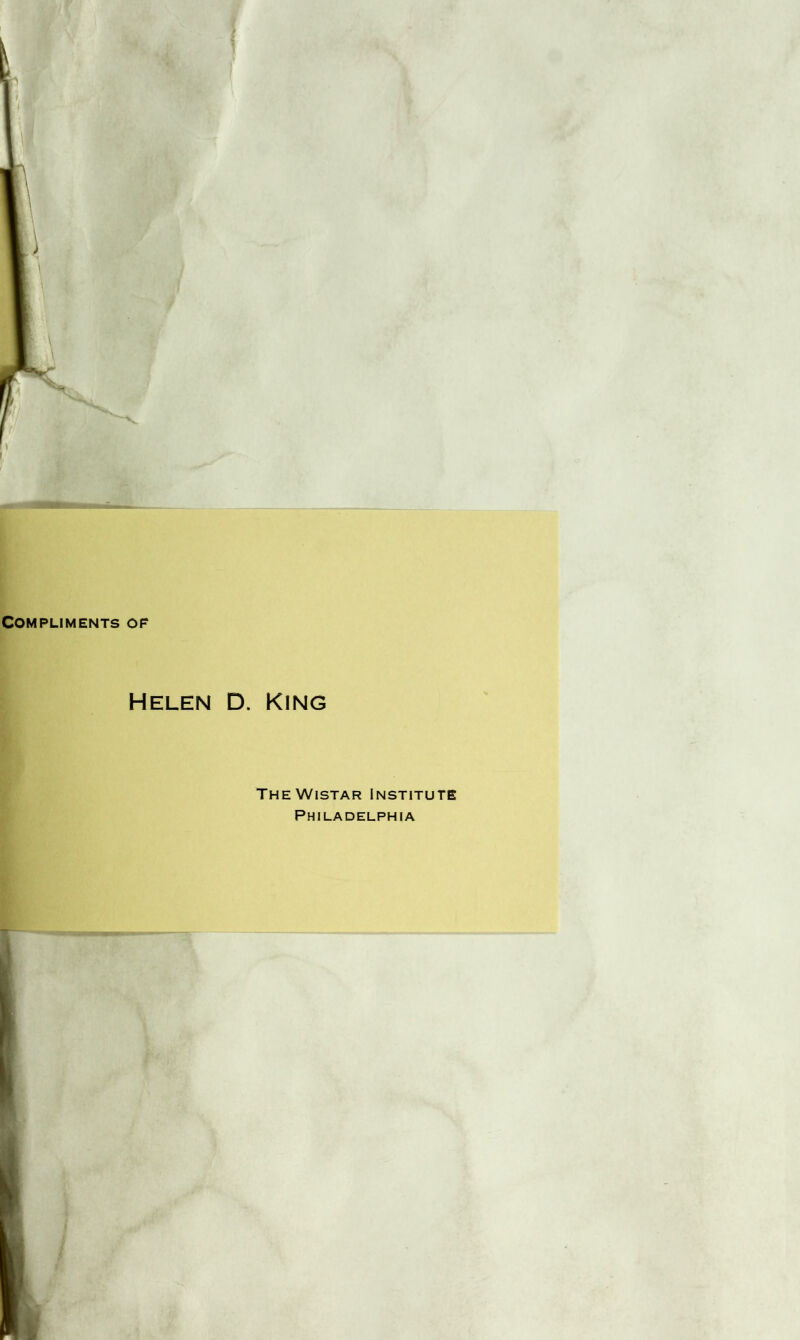 COMPLIMENTS OF
HELEN D. KING
THE WISTAR INSTITUTE
PHILADELPHIA